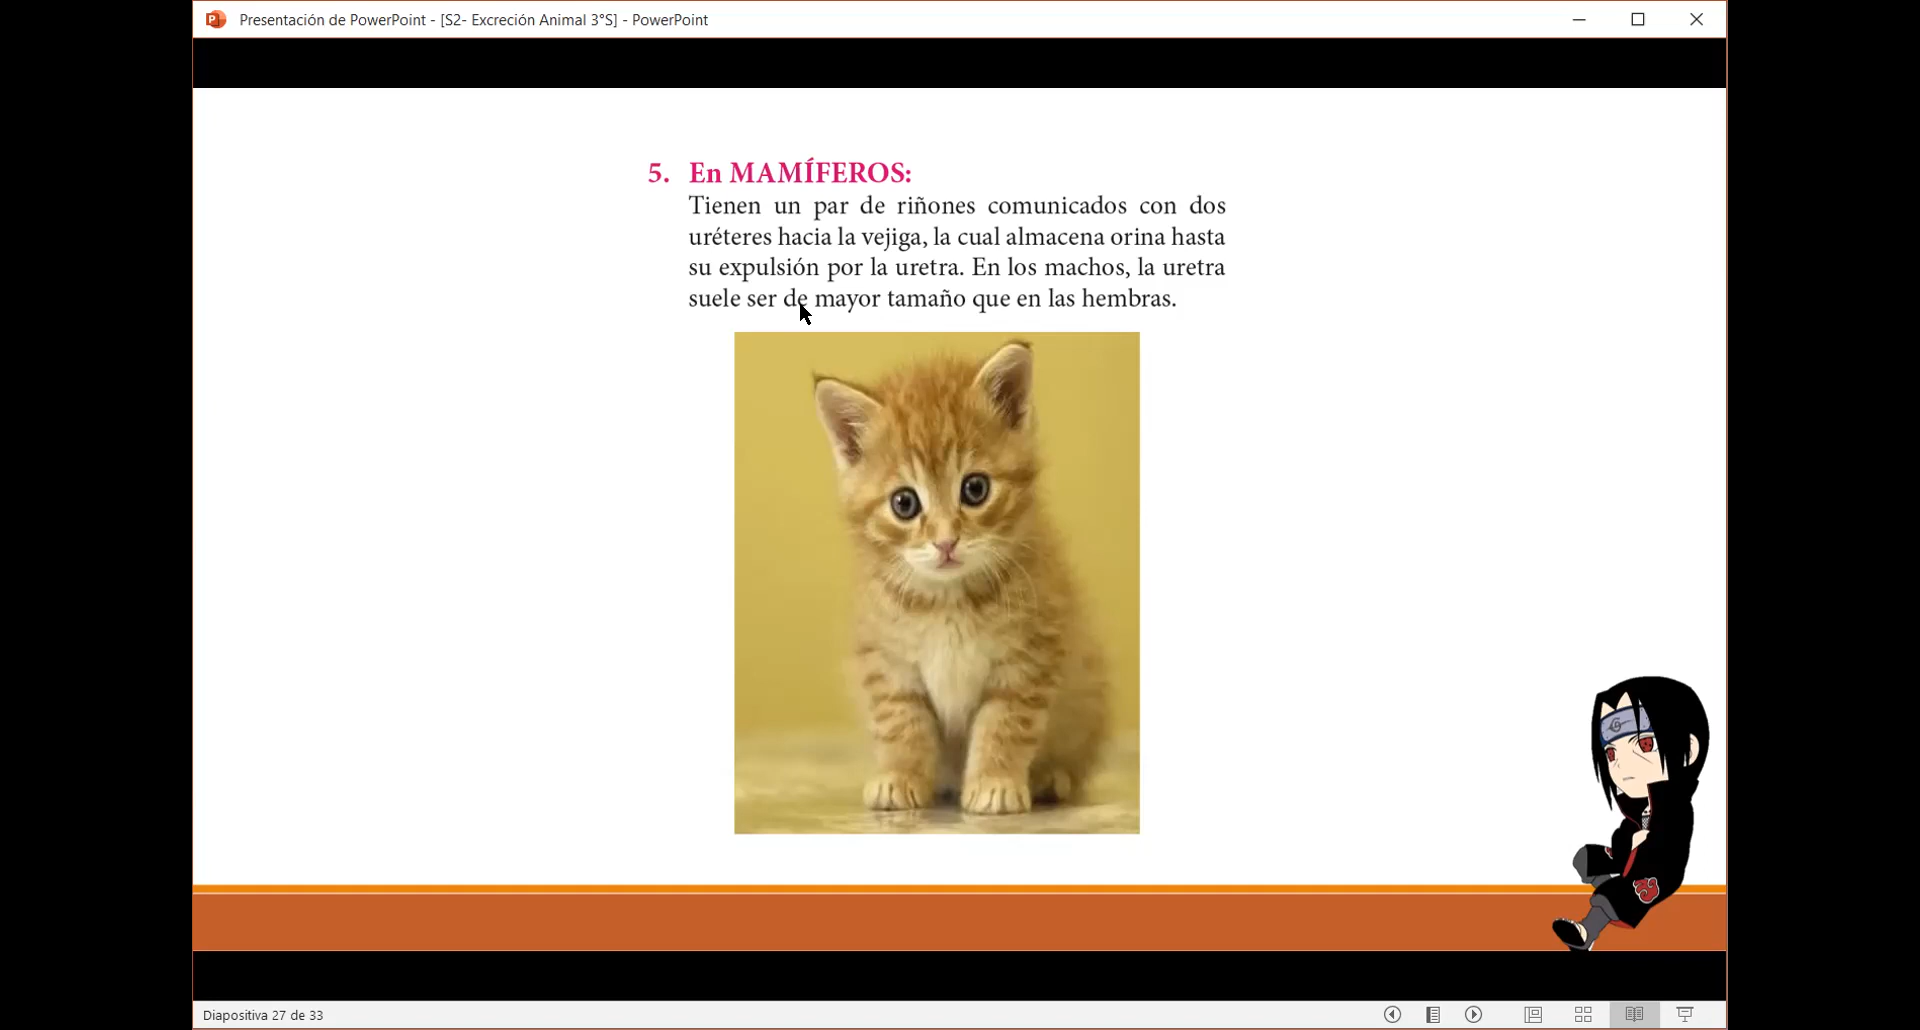 Presentación de PowerPoint - [S2- Excreción Animal 3°S] - PowerPoint
5. En MAMÍFEROS:
Tienen un par de riñones comunicados con dos
uréteres hacia la vejiga, la cual almacena orina hasta
su expulsión por la uretra. En los machos, la uretra
suele ser de mayor tamaño que en las hembras.
Diapositiva 27 de 33